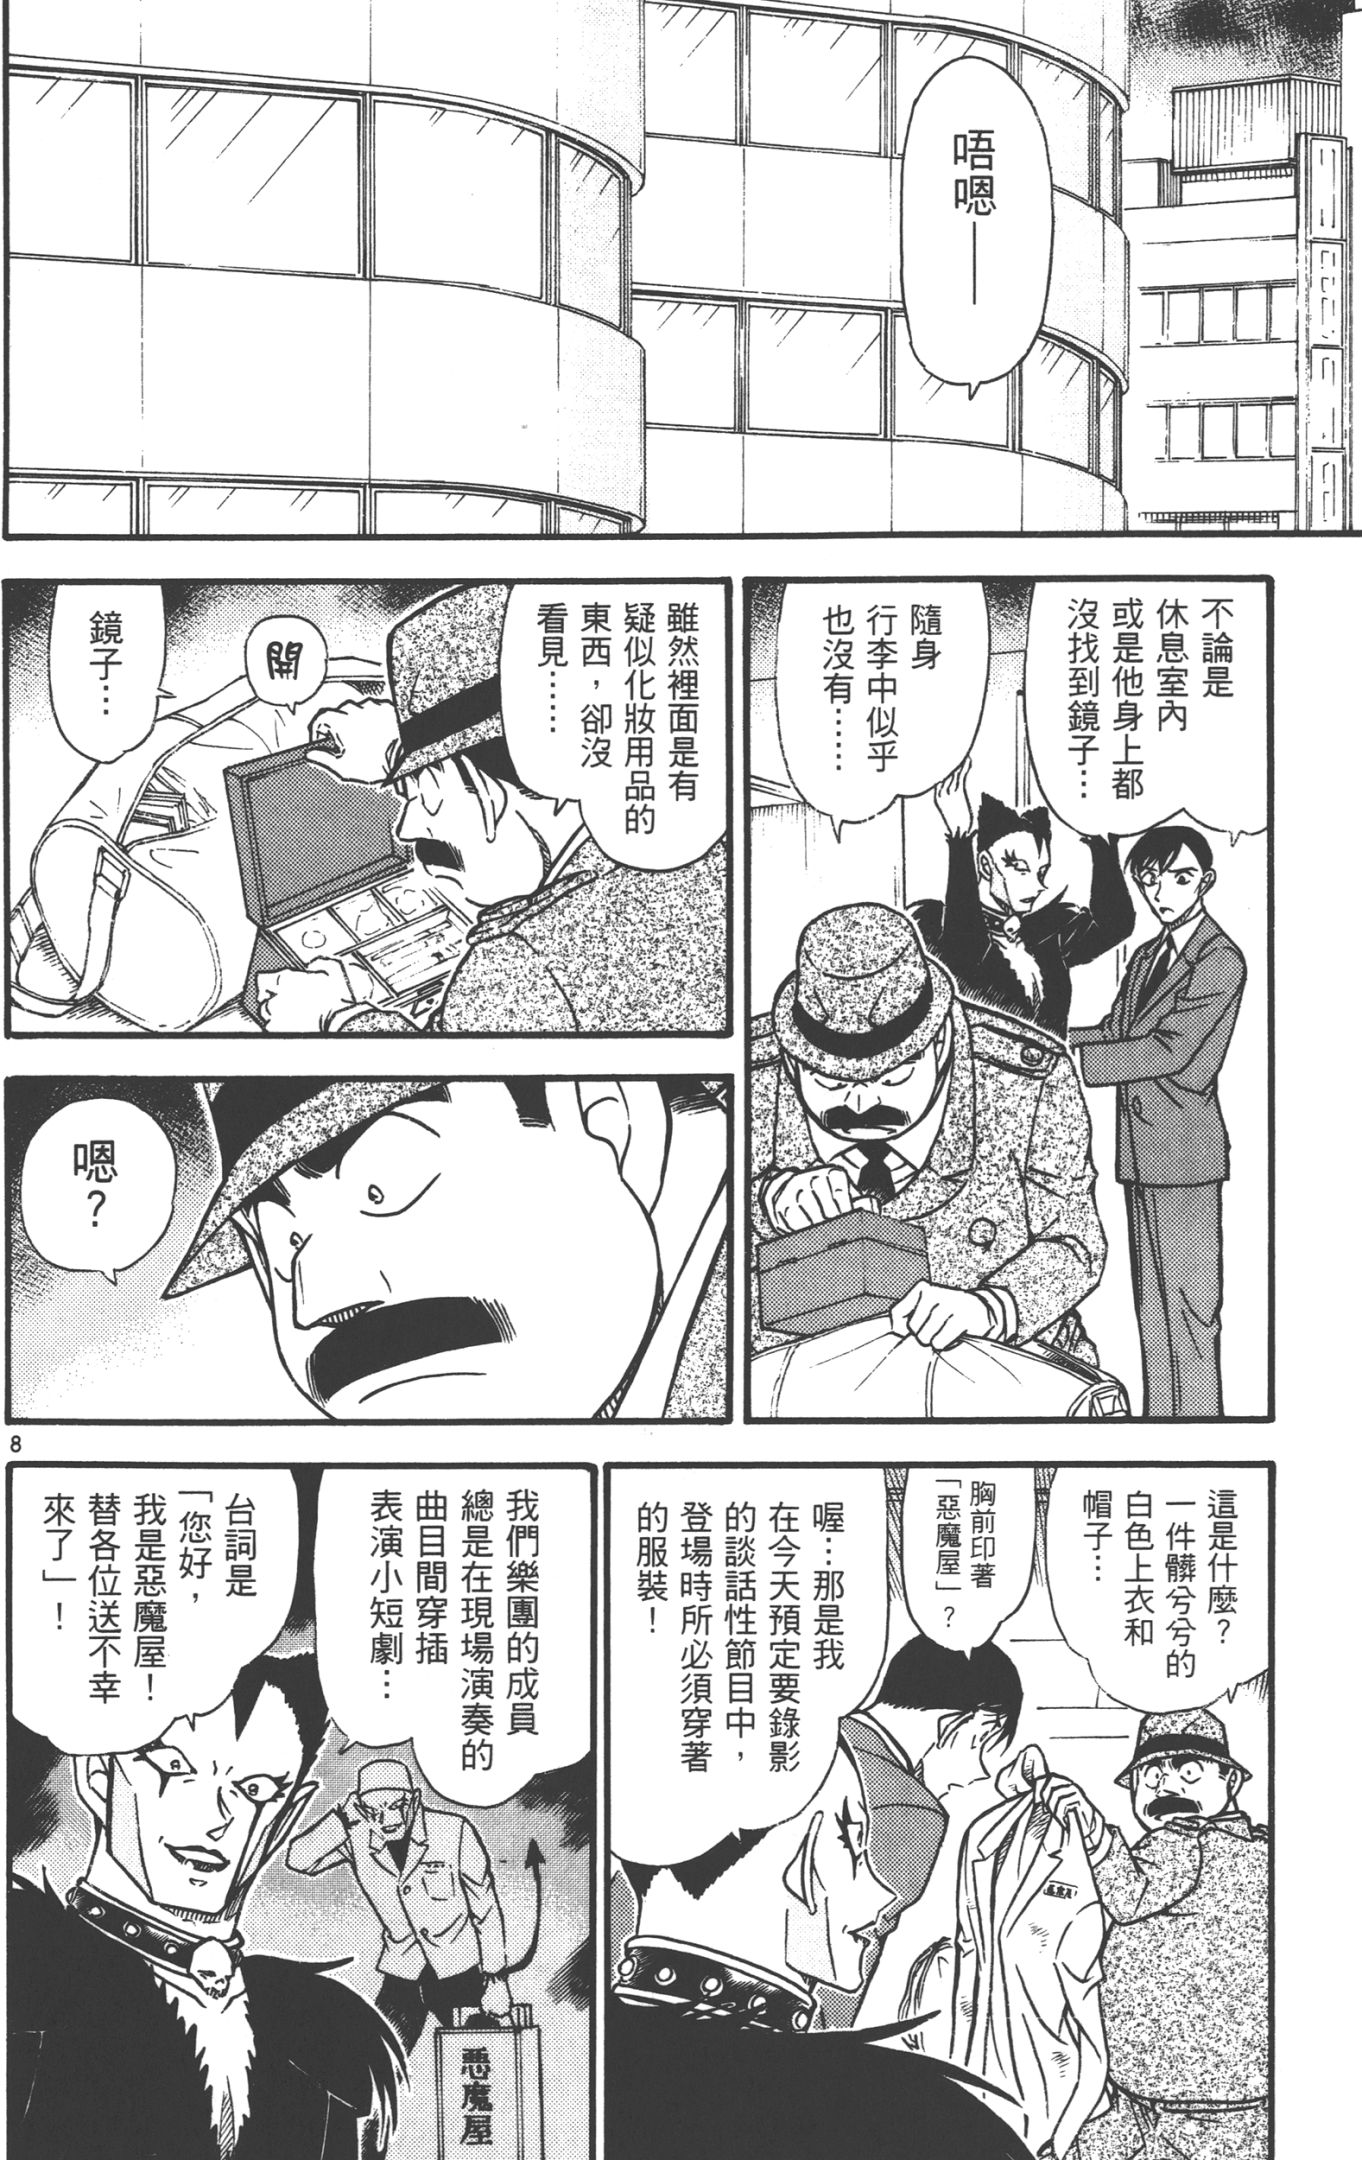 唔嗯——
不論是
休息室內
或是他身上都
沒找到鏡子…
隨身
行李中似乎
也沒有……
雖然裡面是有
疑似化妝用品的
東西，卻沒
看見……
開
鏡子…
嗯？
8
這是什麼？
一件髒兮兮的
白色上衣和
帽子…
胸前印著
「惡魔屋」？
喔…那是我
在今天預定要錄影
的談話性節目中，
登場時所必須穿著
的服裝！
我們樂團的成員
總是在現場演奏的
曲目間穿插
表演小短劇…
台詞是
「您好，
我是惡魔屋！
替各位送不幸
來了」！
惡魔屋